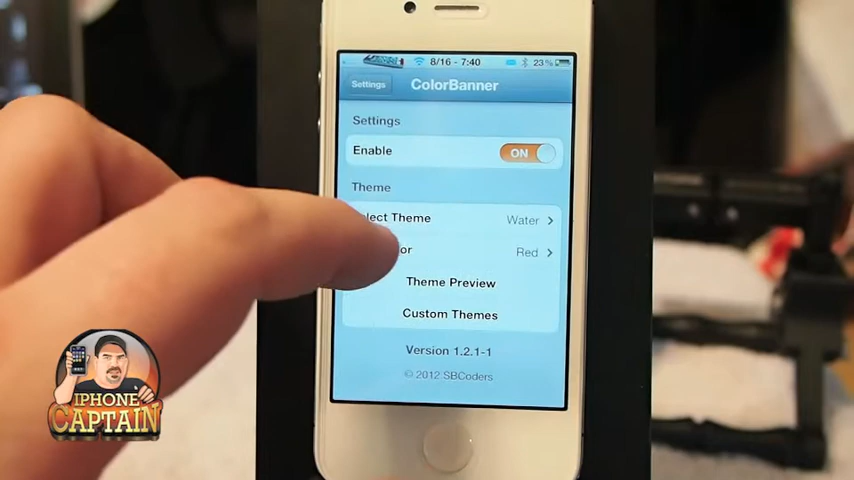 8/16 - 7:40 23%
Settings ColorBanner
Settings
Enable ON
Theme
lect Theme Water
or Red
Theme Preview
Custom Themes
Version 1.2.1-1
© 2012 SBCoders
IPHONE
CAPTAIN